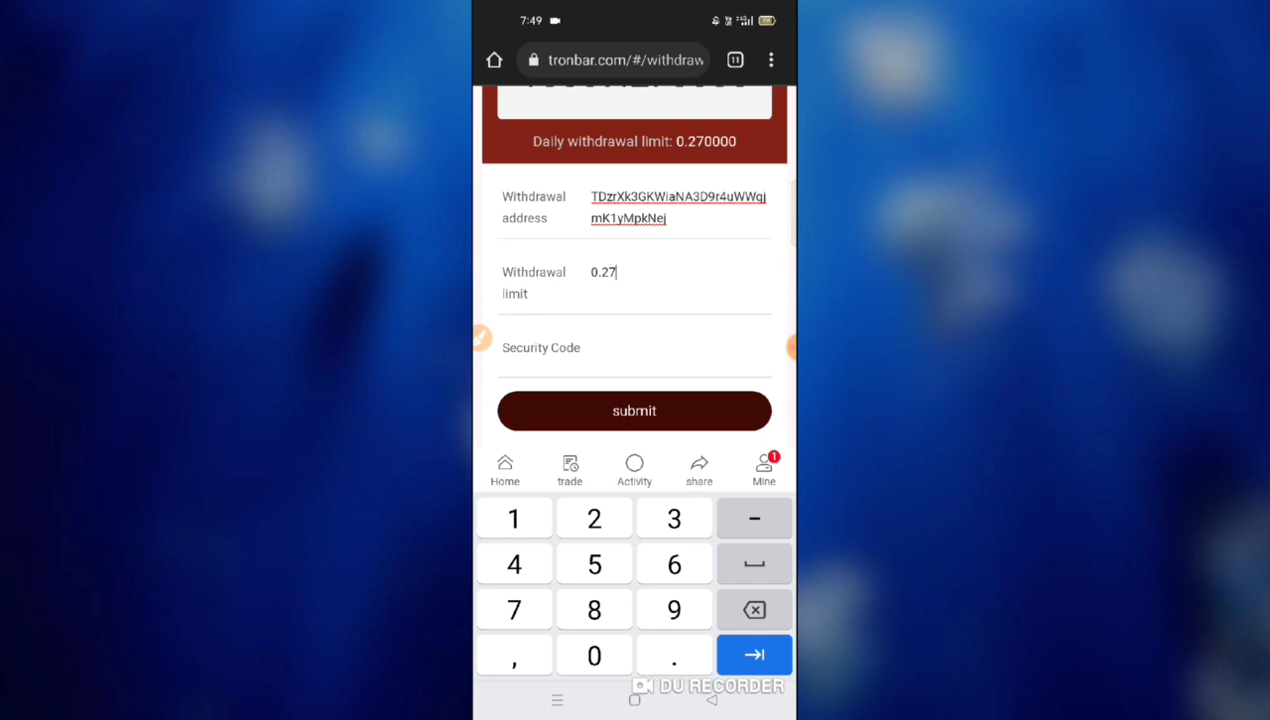 7:49
tronbar.com/#/withdraw
11
Daily withdrawal limit: 0.270000
Withdrawal address
TDzrXk3GKWiaNA3D9r4uWWqj
mK1yMpkNej
Withdrawal limit
0.27
Security Code
submit
Home
trade
Activity
share
Mine
1
1 2 3 -
4 5 6
7 8 9
, 0 .
DU RECORDER